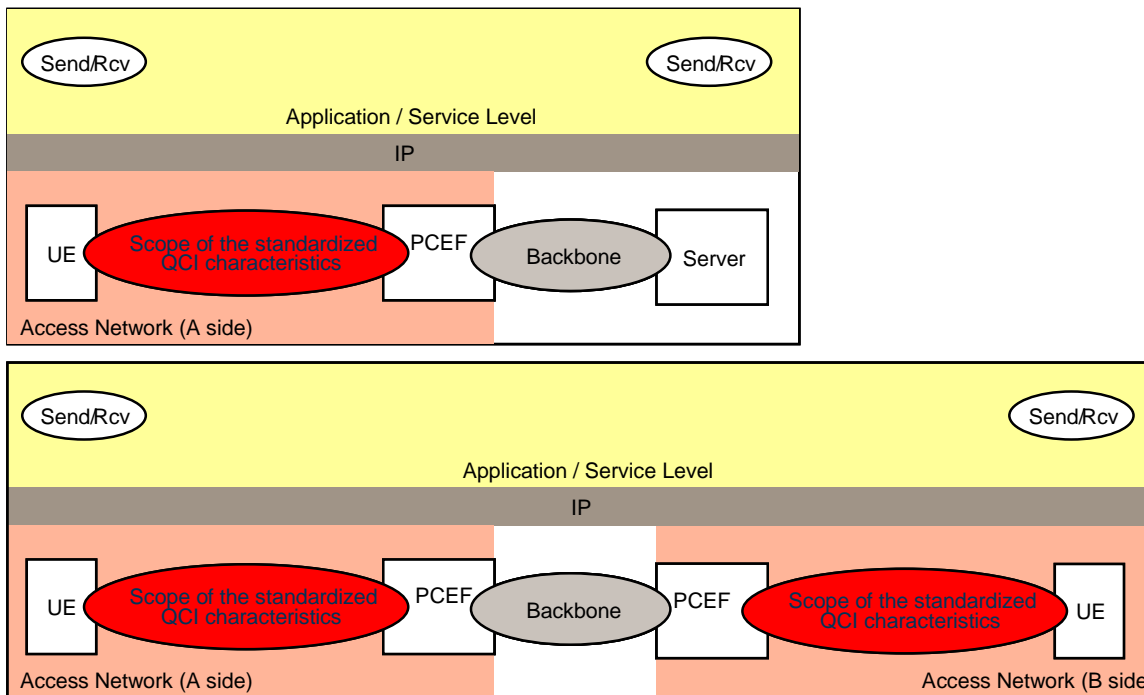 Send/Rcv
Send/Rcv
Application / Service Level
IP
UE
Scope of the standardized
QCI characteristics
PCEF
Backbone
Server
Access Network (A side)
Send/Rcv
Send/Rcv
Application / Service Level
IP
UE
Scope of the standardized
QCI characteristics
PCEF
Backbone
PCEF
Scope of the standardized
QCI characteristics
UE
Access Network (A side)
Access Network (B side